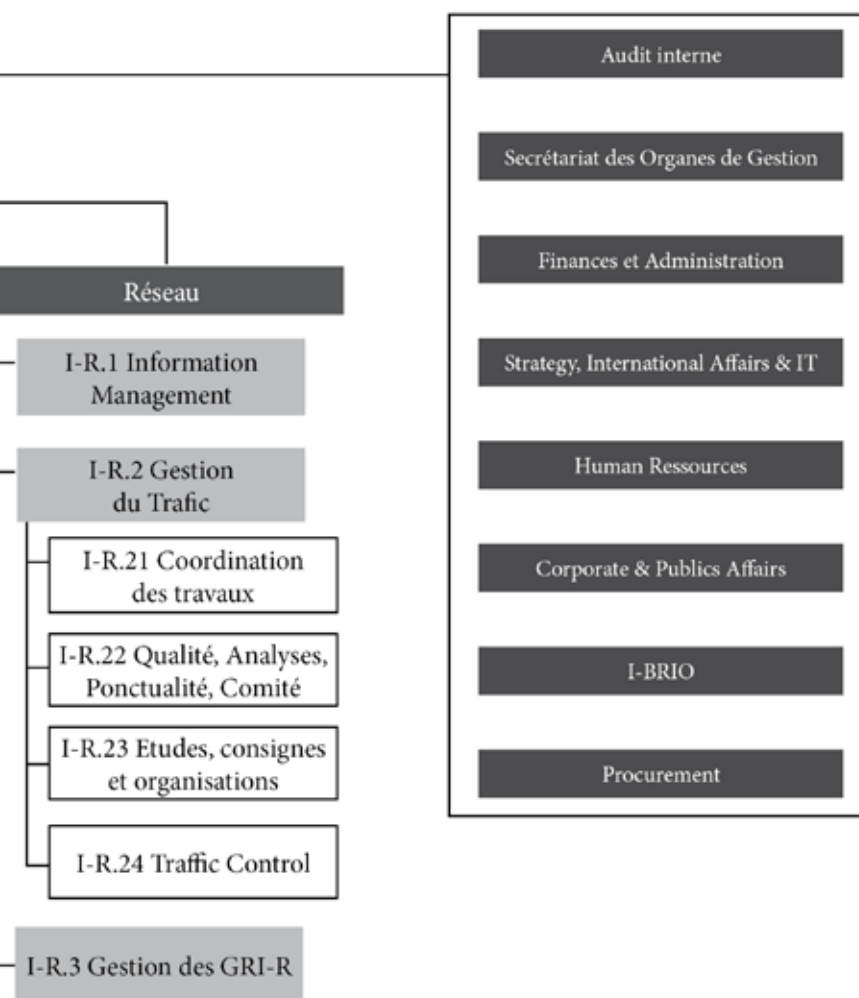 Réseau
I-R.1 Information
Management
I-R.2 Gestion
du Trafic
I-R.21 Coordination
des travaux
I-R.22 Qualité, Analyses,
Ponctualité, Comité
I-R.23 Etudes, consignes
et organisations
I-R.24 Traffic Control
I-R.3 Gestion des GRI-R
Audit interne
Secrétariat des Organes de Gestion
Finances et Administration
Strategy, International Affairs & IT
Human Ressources
Corporate & Publics Affairs
I-BRIO
Procurement